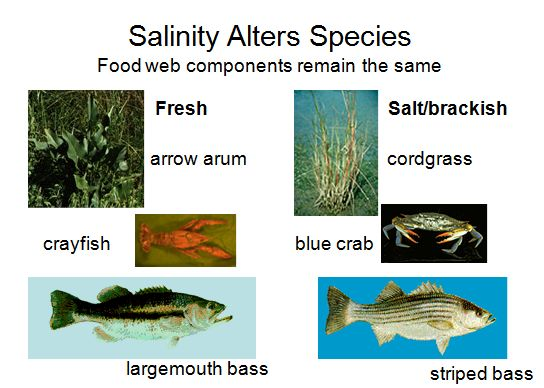 Salinity Alters Species
Food web components remain the same
Fresh
Salt/brackish
arrow arum
cordgrass
crayfish
blue crab
largemouth bass
striped bass